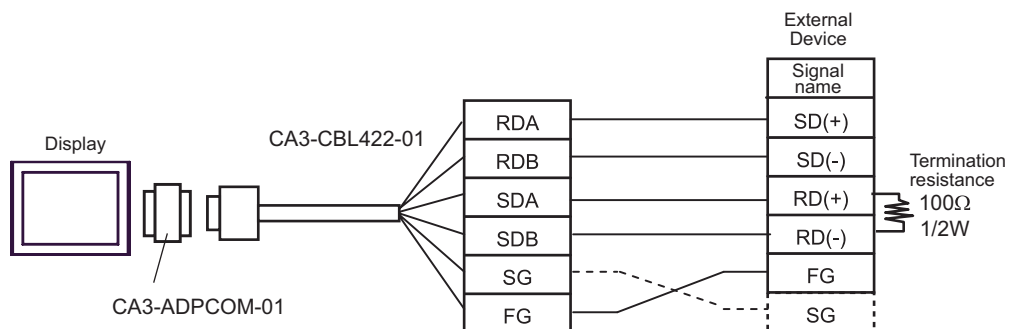 External
Device
Signal
name
Display
CA3-CBL422-01
CA3-ADPCOM-01
RDA
RDB
SDA
SDB
SG
FG
SD(+)
SD(-)
RD(+)
RD(-)
FG
SG
Termination
resistance
100Ω
1/2W